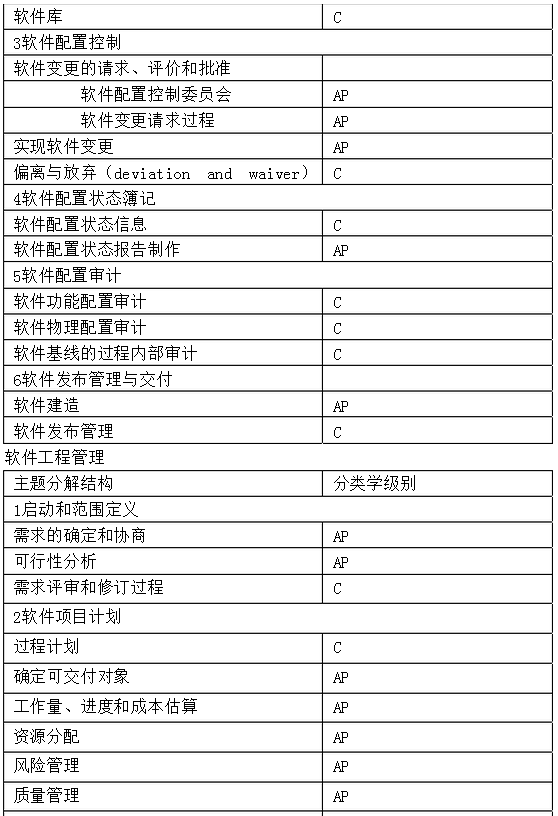 软件库 C
3软件配置控制
软件变更的请求、评价和批准
软件配置控制委员会 AP
软件变更请求过程 AP
实现软件变更 AP
偏离与放弃（deviation and waiver） C
4软件配置状态簿记
软件配置状态信息 C
软件配置状态报告制作 AP
5软件配置审计
软件功能配置审计 C
软件物理配置审计 C
软件基线的过程内部审计 C
6软件发布管理与交付
软件建造 AP
软件发布管理 C
软件工程管理
主题分解结构 分类学级别
1启动和范围定义
需求的确定和协商 AP
可行性分析 AP
需求评审和修订过程 C
2软件项目计划
过程计划 C
确定可交付对象 AP
工作量、进度和成本估算 AP
资源分配 AP
风险管理 AP
质量管理 AP